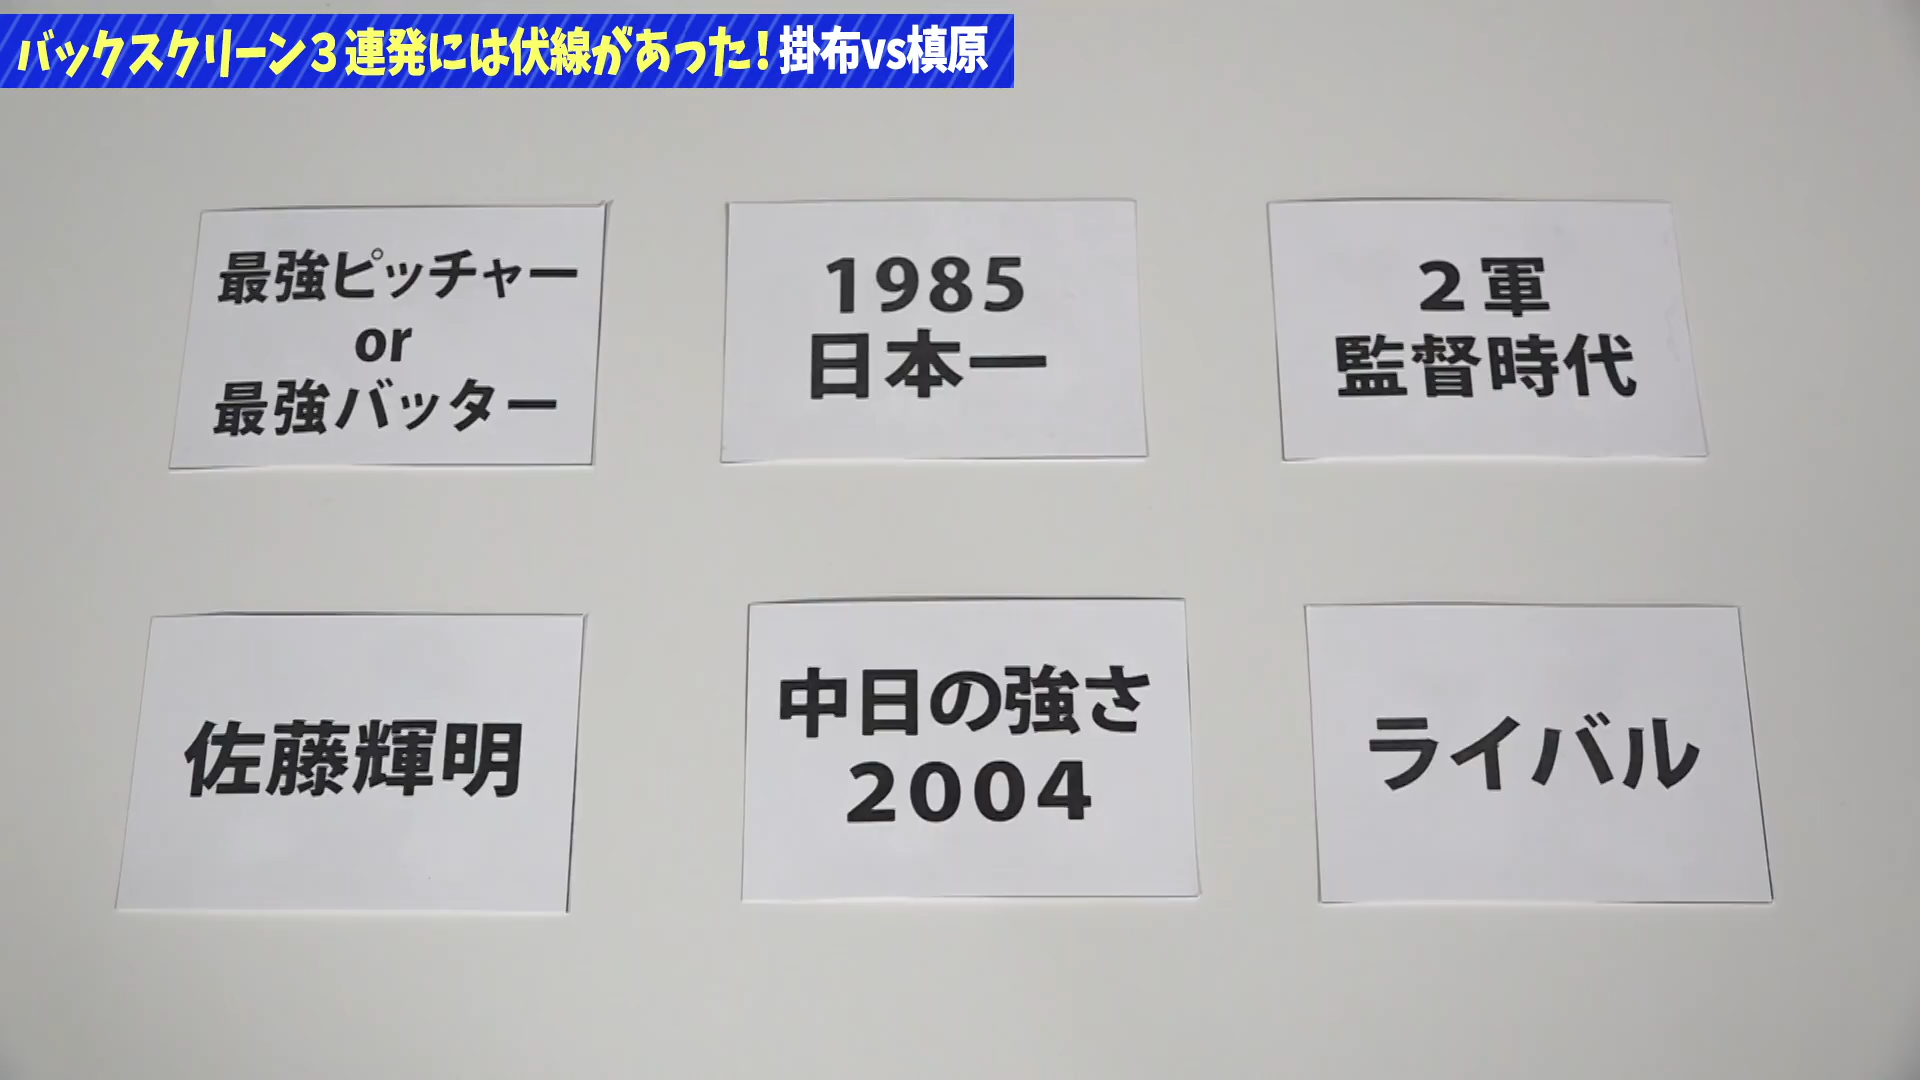 バックスクリーン３連発には伏線があった！掛布vs槙原
最強ピッチャー
or
最強バッター
1985
日本一
２軍
監督時代
佐藤輝明
中日の強さ
2004
ライバル